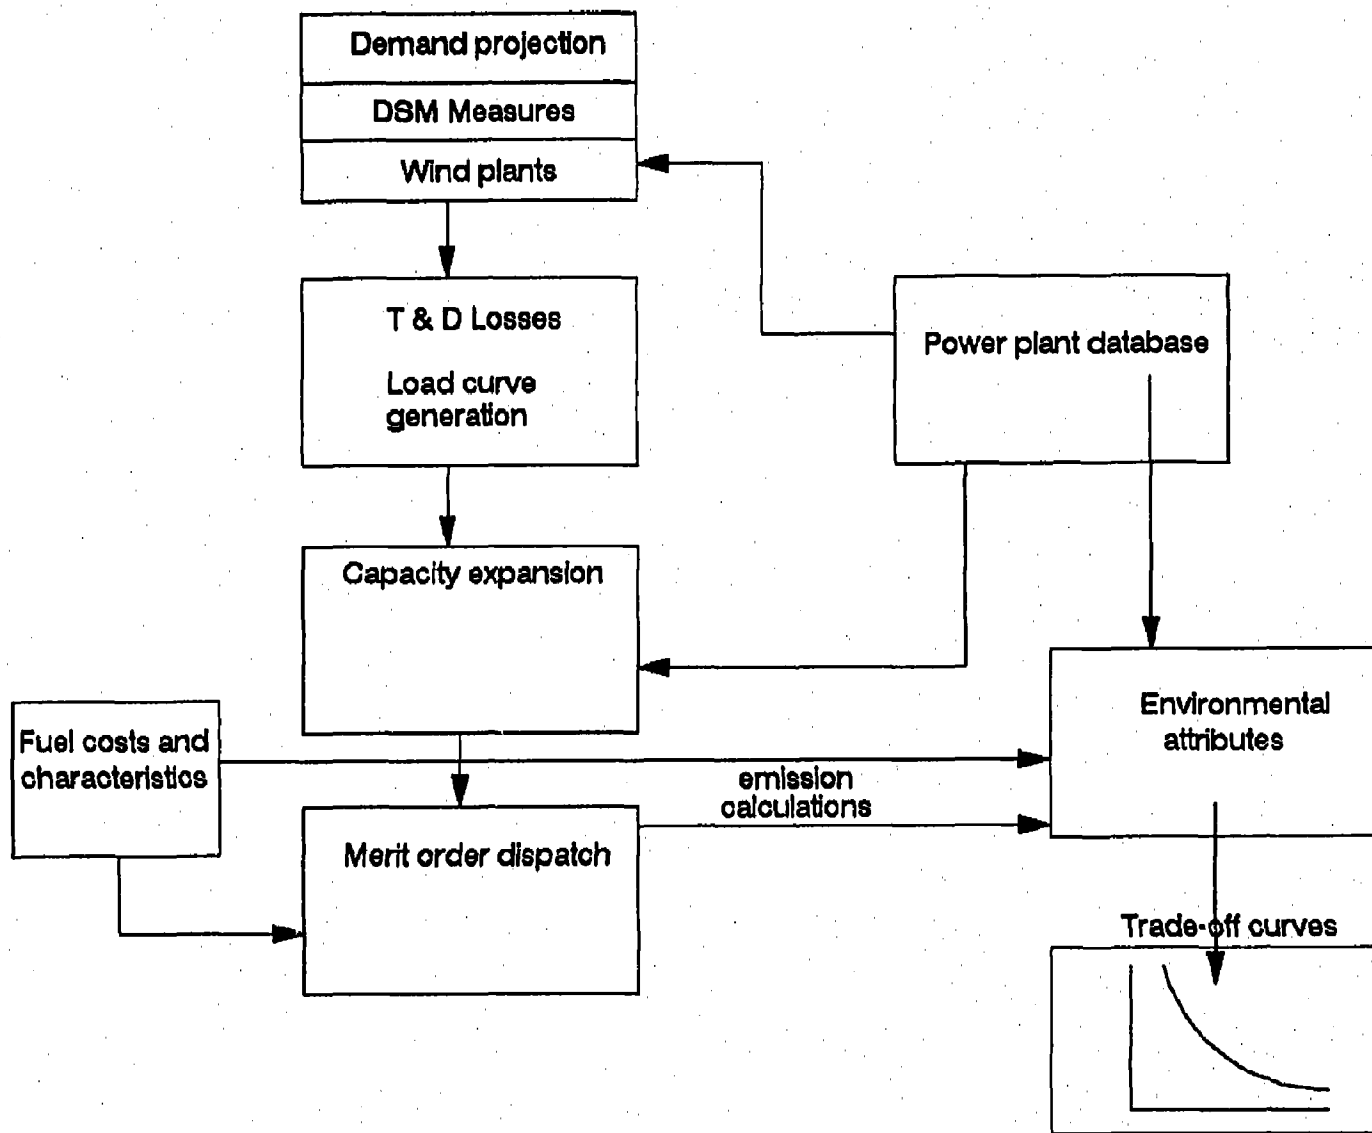 Demand projection
DSM Measures
Wind plants
T & D Losses
Load curve
generation
Power plant database
Capacity expansion
Fuel costs and
characteristics
emission
calculations
Environmental
attributes
Merit order dispatch
Trade-off curves